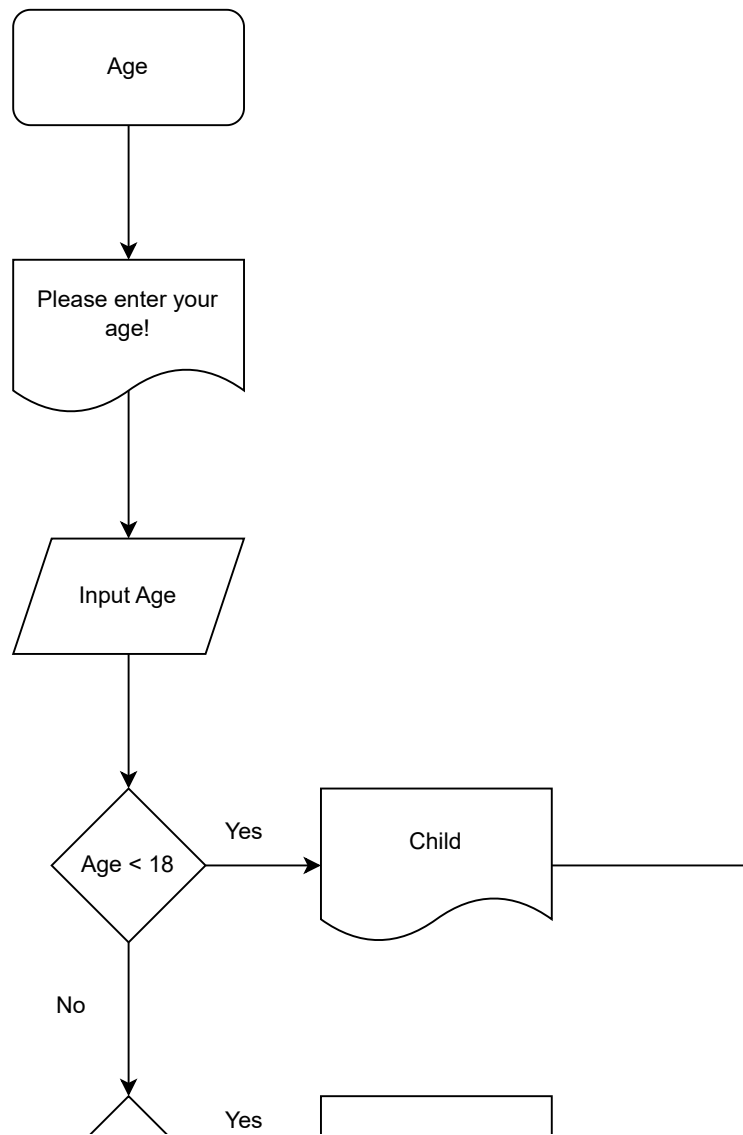 Age
Please enter your
age!
Input Age
Yes
Age < 18
Child
No
Yes